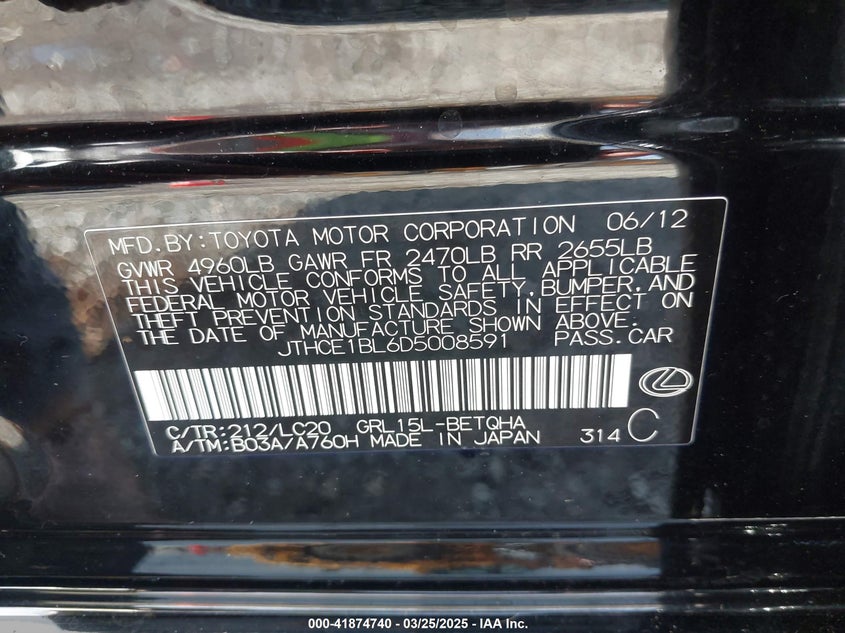 MFD. BY: TOYOTA MOTOR CORPORATION 06/12
GVWR 4960LB GAWR FR 2470LB RR 2655LB
THIS VEHICLE CONFORMS TO ALL APPLICABLE
FEDERAL MOTOR VEHICLE SAFETY, BUMPER, AND
THEFT PREVENTION STANDARDS IN EFFECT ON
THE DATE OF MANUFACTURE SHOWN ABOVE.
JTHCE1BL6D5008591 PASS. CAR
C/TR: 212/LC20 GRL15L-BETQHA
A/TM: B03A/A760H MADE IN JAPAN 314 C
000-41874740 - 03/25/2025 - IAA Inc.